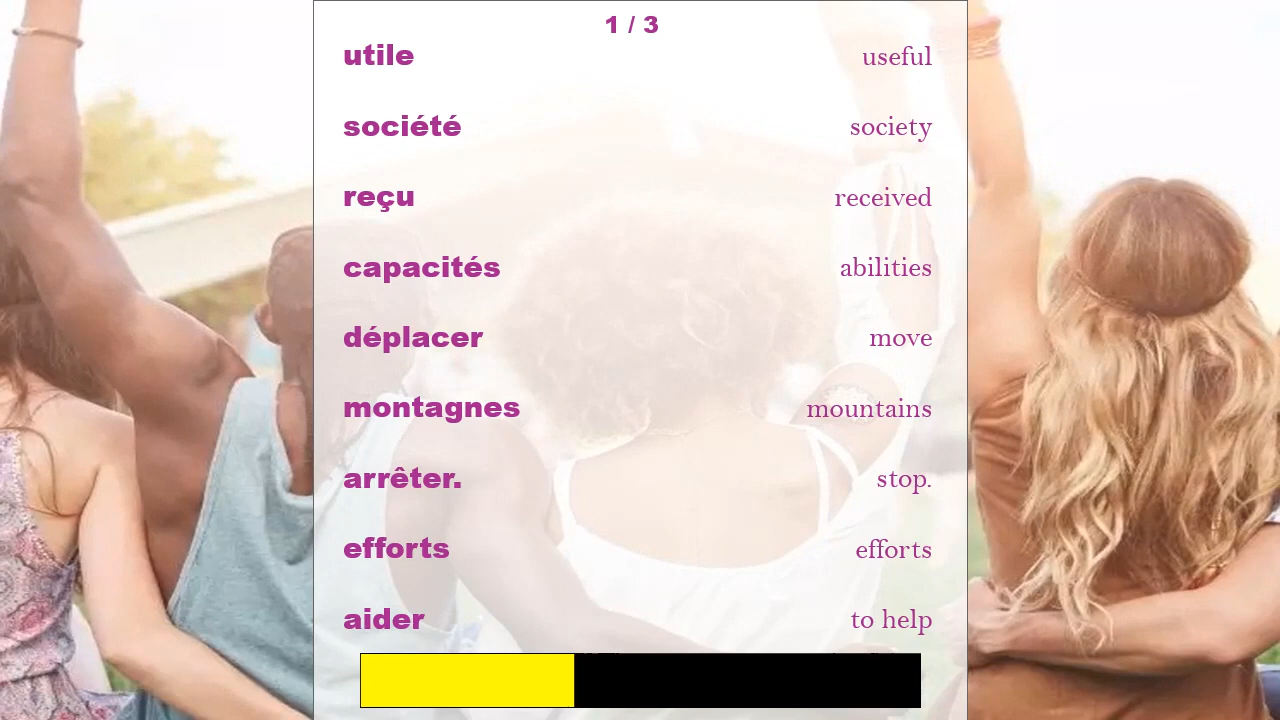 1 / 3
utile useful
société society
reçu received
capacités abilities
déplacer move
montagnes mountains
arrêter. stop.
efforts efforts
aider to help